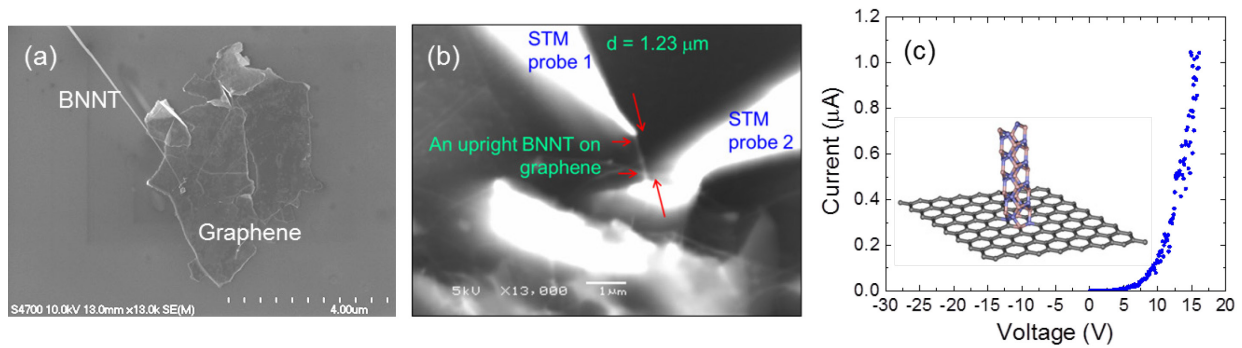 (a)
BNNT
Graphene
S4700 10.0kV 13.0mm x13.0k SE(M)
4.00um
(b)
STM
probe 1
d = 1.23 μm
STM
probe 2
An upright BNNT on
graphene
5kV X13,000 1μm
(c)
Current (μA)
1.2
1.0
0.8
0.6
0.4
0.2
0.0
-30 -25 -20 -15 -10 -5 0 5 10 15 20
Voltage (V)